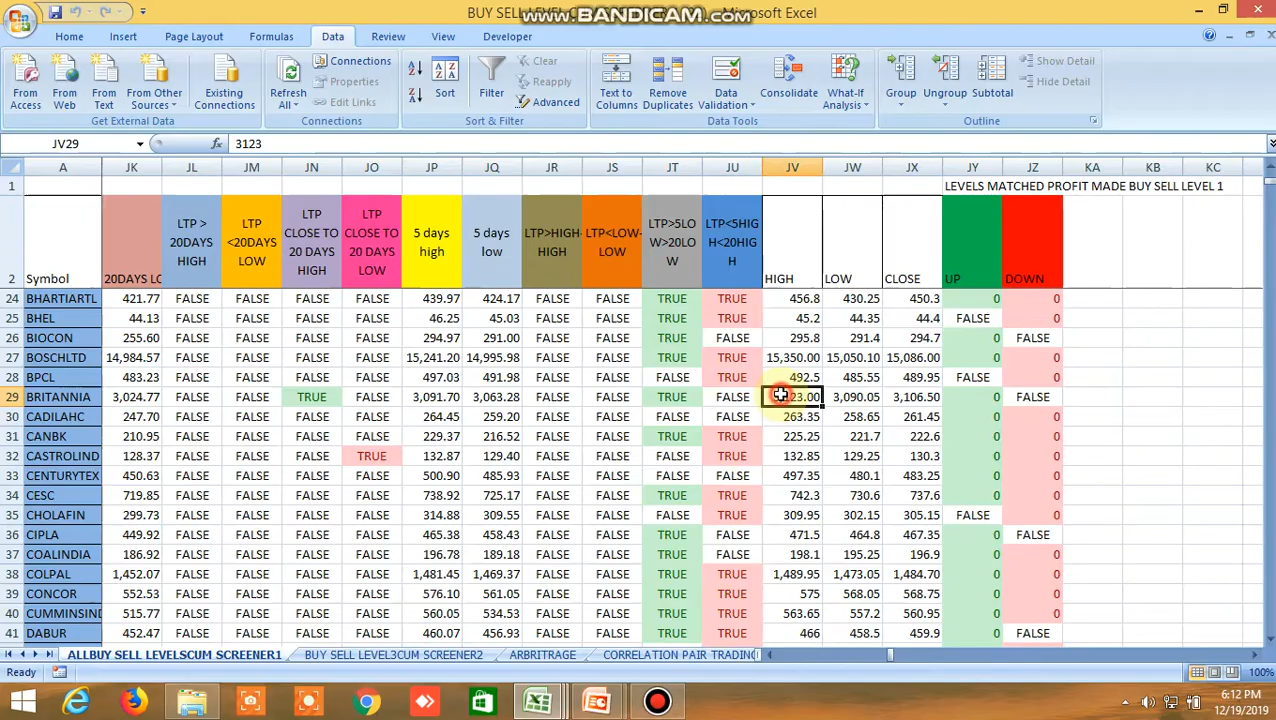 BUY SELL LEVEL Microsoft Excel
www.BANDICAM.com
Home Insert Page Layout Formulas Data Review View Developer
From Access
From Web
From Text
From Other Sources
Existing Connections
Get External Data
Refresh All
Connections
Properties
Edit Links
Connections
Sort
Filter
Clear
Reapply
Advanced
Sort & Filter
Text to Columns
Remove Duplicates
Data Validation
Consolidate
What-If Analysis
Data Tools
Group
Ungroup
Subtotal
Show Detail
Hide Detail
Outline
JV29 fx 3123
A JK JL JM JN JO JP JQ JR JS JT JU JV JW JX JY JZ KA KB KC
1 LEVELS MATCHED PROFIT MADE BUY SELL LEVEL 1
2 Symbol 20DAYS LO LTP > 20DAYS HIGH LTP <20DAYS LOW LTP CLOSE TO 20 DAYS HIGH LTP CLOSE TO 20 DAYS LOW 5 days high 5 days low LTP>HIGH-HIGH LTP<LOW-LOW LTP>5LOW>20LOW LTP<5HIGH<20HIGH HIGH LOW CLOSE UP DOWN
24 BHARTIARTL 421.77 FALSE FALSE FALSE FALSE 439.97 424.17 FALSE FALSE TRUE TRUE 456.8 430.25 450.3 0 0
25 BHEL 44.13 FALSE FALSE FALSE FALSE 46.25 45.03 FALSE FALSE TRUE TRUE 45.2 44.35 44.4 FALSE 0
26 BIOCON 255.60 FALSE FALSE FALSE FALSE 294.97 291.00 FALSE FALSE TRUE FALSE 295.8 291.4 294.7 0 FALSE
27 BOSCHLTD 14,984.57 FALSE FALSE FALSE FALSE 15,241.20 14,995.98 FALSE FALSE TRUE TRUE 15,350.00 15,050.10 15,086.00 0 0
28 BPCL 483.23 FALSE FALSE FALSE FALSE 497.03 491.98 FALSE FALSE FALSE TRUE 492.5 485.55 489.95 FALSE 0
29 BRITANNIA 3,024.77 FALSE FALSE TRUE FALSE 3,091.70 3,063.28 FALSE FALSE TRUE FALSE 23.00 3,090.05 3,106.50 0 FALSE
30 CADILAHC 247.70 FALSE FALSE FALSE FALSE 264.45 259.20 FALSE FALSE FALSE FALSE 263.35 258.65 261.45 0 0
31 CANBK 210.95 FALSE FALSE FALSE FALSE 229.37 216.52 FALSE FALSE TRUE TRUE 225.25 221.7 222.6 0 0
32 CASTROLIND 128.37 FALSE FALSE FALSE TRUE 132.87 129.40 FALSE FALSE FALSE TRUE 132.85 129.25 130.3 0 0
33 CENTURYTEX 450.63 FALSE FALSE FALSE FALSE 500.90 485.93 FALSE FALSE FALSE FALSE 497.35 480.1 483.25 0 0
34 CESC 719.85 FALSE FALSE FALSE FALSE 738.92 725.17 FALSE FALSE TRUE TRUE 742.3 730.6 737.6 0 0
35 CHOLAFIN 299.73 FALSE FALSE FALSE FALSE 314.88 309.55 FALSE FALSE FALSE TRUE 309.95 302.15 305.15 FALSE 0
36 CIPLA 449.92 FALSE FALSE FALSE FALSE 465.38 458.43 FALSE FALSE TRUE FALSE 471.5 464.8 467.35 0 FALSE
37 COALINDIA 186.92 FALSE FALSE FALSE FALSE 196.78 189.18 FALSE FALSE TRUE FALSE 198.1 195.25 196.9 0 0
38 COLPAL 1,452.07 FALSE FALSE FALSE FALSE 1,481.45 1,469.37 FALSE FALSE TRUE TRUE 1,489.95 1,473.05 1,484.70 0 0
39 CONCOR 552.53 FALSE FALSE FALSE FALSE 576.10 561.05 FALSE FALSE TRUE TRUE 575 568.05 568.75 0 0
40 CUMMINSIND 515.77 FALSE FALSE FALSE FALSE 560.05 534.53 FALSE FALSE TRUE TRUE 563.65 557.2 560.95 0 0
41 DABUR 452.47 FALSE FALSE FALSE FALSE 460.07 456.93 FALSE FALSE TRUE TRUE 466 458.5 459.9 0 FALSE
ALLBUY SELL LEVELSCUM SCREENER1 BUY SELL LEVEL3CUM SCREENER2 ARBITRAGE CORRELATION PAIR TRADING
Ready 100%
6:12 PM
12/19/2019